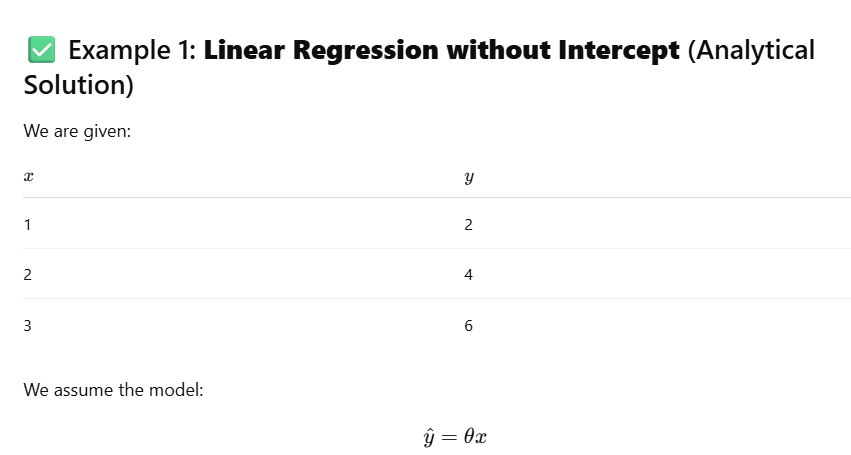 ✅ Example 1: Linear Regression without Intercept (Analytical
Solution)
We are given:
x y
1 2
2 4
3 6
We assume the model:
ŷ = θx